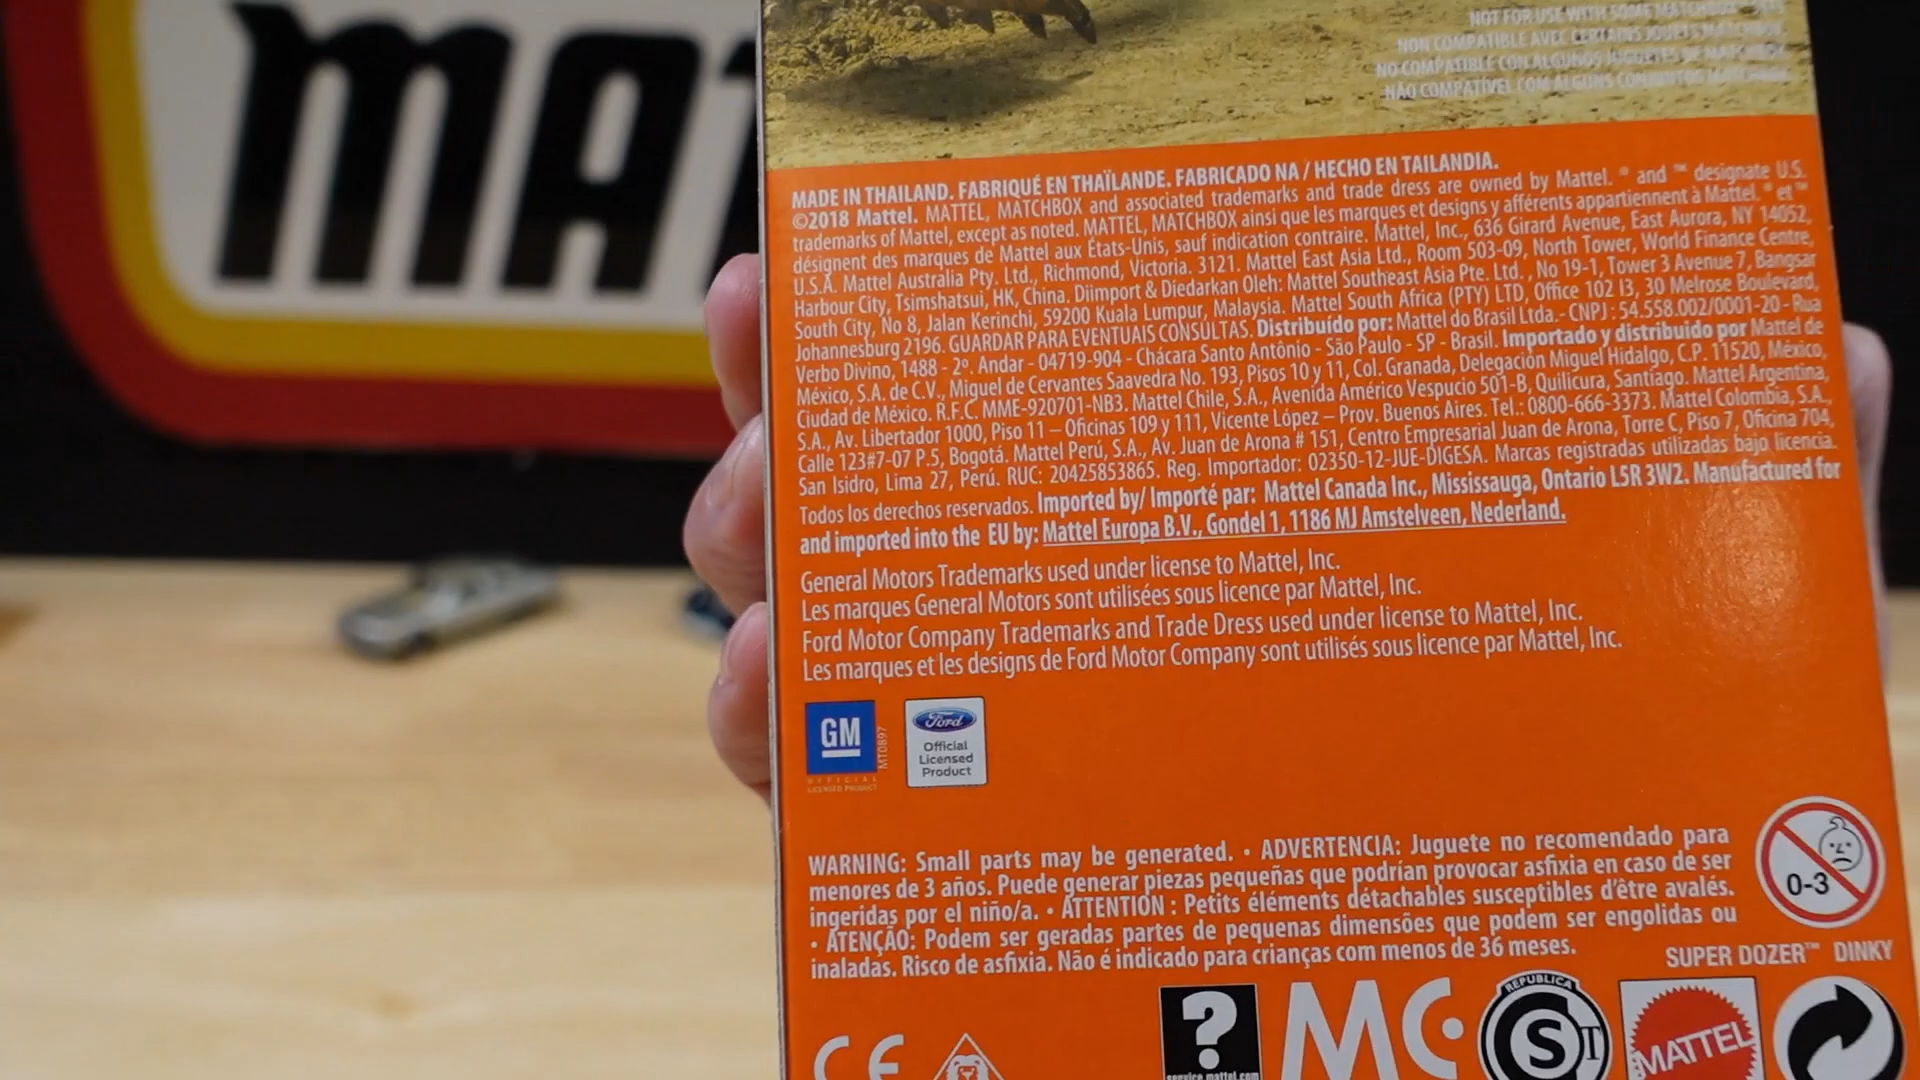 MA
NOT FOR USE WITH SOME MATCHBOX
NON COMPATIBLE AVEC CERTAINS JOUETS MATCHBOX
NO COMPATIBLE CON ALGUNOS JUGUETES DE MATCHBOX
NÃO COMPATÍVEL COM ALGUNS CONJUNTOS
MADE IN THAILAND. FABRIQUÉ EN THAÏLANDE. FABRICADO NA / HECHO EN TAILANDIA.
©2018 Mattel. MATTEL, MATCHBOX and associated trademarks and trade dress are owned by Mattel. ® and ™ designate U.S.
trademarks of Mattel, except as noted. MATTEL, MATCHBOX ainsi que les marques et designs y afférents appartiennent à Mattel. ® et ™
désignent des marques de Mattel aux États-Unis, sauf indication contraire. Mattel, Inc., 636 Girard Avenue, East Aurora, NY 14052,
U.S.A. Mattel Australia Pty. Ltd., Richmond, Victoria. 3121. Mattel East Asia Ltd., Room 503-09, North Tower, World Finance Centre,
Harbour City, Tsimshatsui, HK, China. Diimport & Diedarkan Oleh: Mattel Southeast Asia Pte. Ltd. , No 19-1, Tower 3 Avenue 7, Bangsar
South City, No 8, Jalan Kerinchi, 59200 Kuala Lumpur, Malaysia. Mattel South Africa (PTY) LTD, Office 102 I3, 30 Melrose Boulevard,
Johannesburg 2196. GUARDAR PARA EVENTUAIS CONSULTAS. Distribuído por: Mattel do Brasil Ltda.- CNPJ : 54.558.002/0001-20 - Rua
Verbo Divino, 1488 - 2º. Andar - 04719-904 - Chácara Santo Antônio - São Paulo - SP - Brasil. Importado y distribuido por Mattel de
México, S.A. de C.V., Miguel de Cervantes Saavedra No. 193, Pisos 10 y 11, Col. Granada, Delegación Miguel Hidalgo, C.P. 11520, México,
Ciudad de México. R.F.C. MME-920701-NB3. Mattel Chile, S.A., Avenida Américo Vespucio 501-B, Quilicura, Santiago. Mattel Argentina,
S.A., Av. Libertador 1000, Piso 11 – Oficinas 109 y 111, Vicente López – Prov. Buenos Aires. Tel.: 0800-666-3373. Mattel Colombia, S.A.,
Calle 123#7-07 P.5, Bogotá. Mattel Perú, S.A., Av. Juan de Arona # 151, Centro Empresarial Juan de Arona, Torre C, Piso 7, Oficina 704,
San Isidro, Lima 27, Perú. RUC: 20425853865. Reg. Importador: 02350-12-JUE-DIGESA. Marcas registradas utilizadas bajo licencia.
Todos los derechos reservados. Imported by/ Importé par: Mattel Canada Inc., Mississauga, Ontario L5R 3W2. Manufactured for
and imported into the EU by: Mattel Europa B.V., Gondel 1, 1186 MJ Amstelveen, Nederland.
General Motors Trademarks used under license to Mattel, Inc.
Les marques General Motors sont utilisées sous licence par Mattel, Inc.
Ford Motor Company Trademarks and Trade Dress used under license to Mattel, Inc.
Les marques et les designs de Ford Motor Company sont utilisés sous licence par Mattel, Inc.
GM
MT0897
OFFICIAL
LICENSED PRODUCT
Ford
Official
Licensed
Product
WARNING: Small parts may be generated. • ADVERTENCIA: Juguete no recomendado para
menores de 3 años. Puede generar piezas pequeñas que podrían provocar asfixia en caso de ser
ingeridas por el niño/a. • ATTENTION : Petits éléments détachables susceptibles d'être avalés.
• ATENÇÃO: Podem ser geradas partes de pequenas dimensões que podem ser engolidas ou
inaladas. Risco de asfixia. Não é indicado para crianças com menos de 36 meses.
0-3
SUPER DOZER™ DINKY
CE
?
service.mattel.com
MC
REPUBLICA
S T
MATTEL